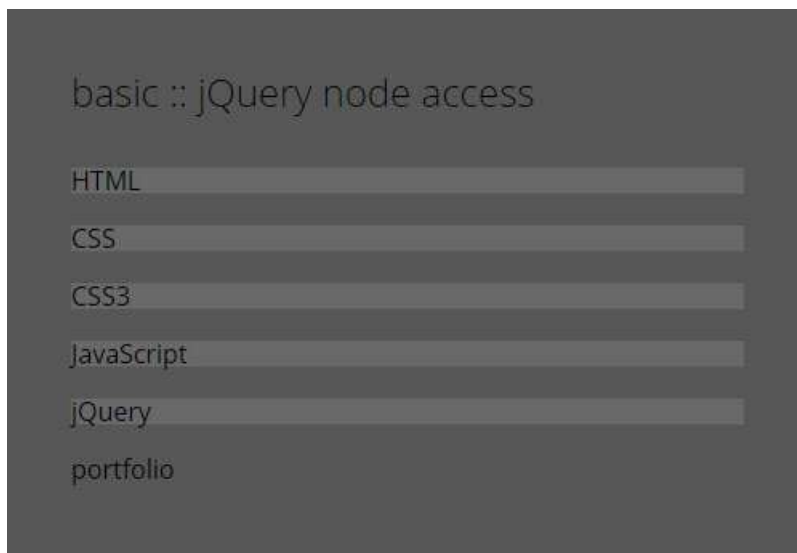 basic :: jQuery node access
HTML
CSS
CSS3
JavaScript
jQuery
portfolio